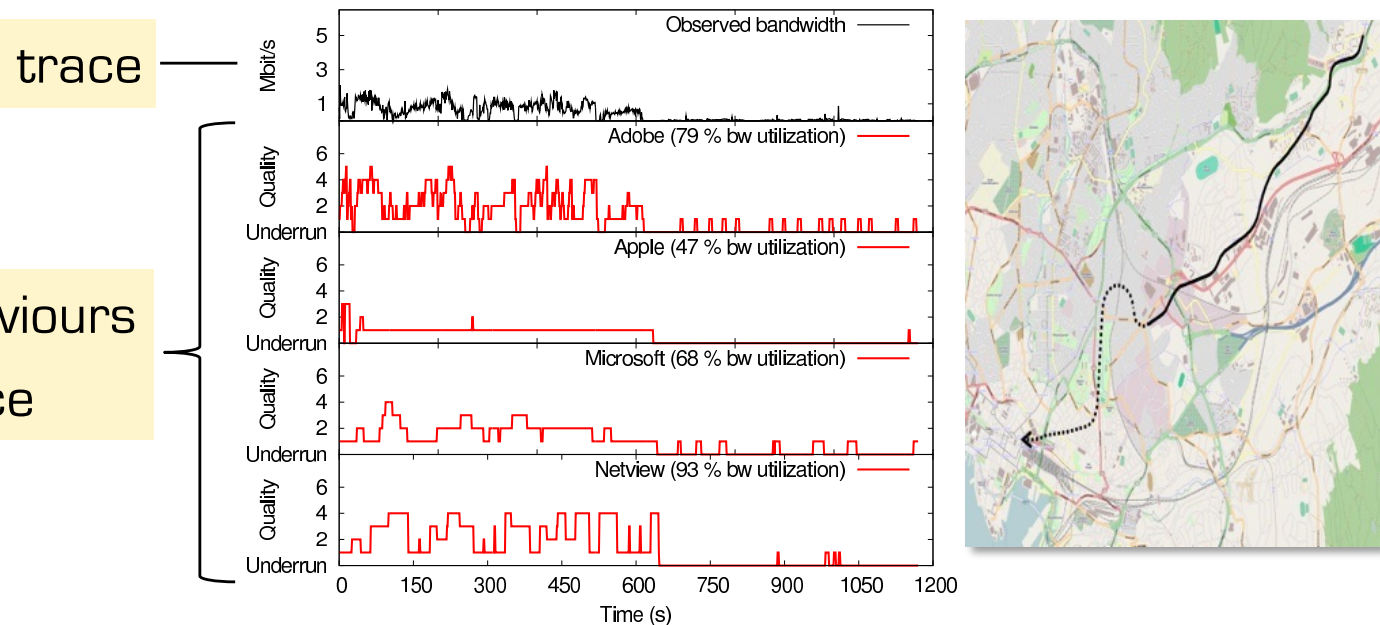 trace
viours
ce
Observed bandwidth
Mbit/s
5
3
1
Adobe (79 % bw utilization)
Quality
6
4
2
Underrun
Apple (47 % bw utilization)
Quality
6
4
2
Underrun
Microsoft (68 % bw utilization)
Quality
6
4
2
Underrun
Netview (93 % bw utilization)
Quality
6
4
2
Underrun
0 150 300 450 600 750 900 1050 1200
Time (s)